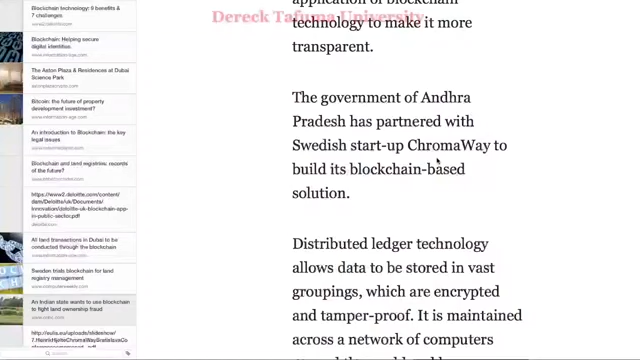 Blockchain technology: 9 benefits &
7 challenges
Blockchain: Helping secure
digital identities.
The Aston Plaza & Residences at Dubai
Science Park
Bitcoin: the future of property
development investment?
An introduction to Blockchain: the key
legal issues
Blockchain and land registries: records
of the future?
https://www2.deloitte.com/content/
dam/Deloitte/uk/Documents/
Innovation/deloitte-uk-blockchain-app-
in-public-sector.pdf
All land transactions in Dubai to be
conducted through the blockchain
Sweden trials blockchain for land
registry management
An Indian state wants to use blockchain
to fight land ownership fraud
Dereck Tafuma University
application of blockchain
technology to make it more
transparent.
The government of Andhra
Pradesh has partnered with
Swedish start-up ChromaWay to
build its blockchain-based
solution.
Distributed ledger technology
allows data to be stored in vast
groupings, which are encrypted
and tamper-proof. It is maintained
across a network of computers